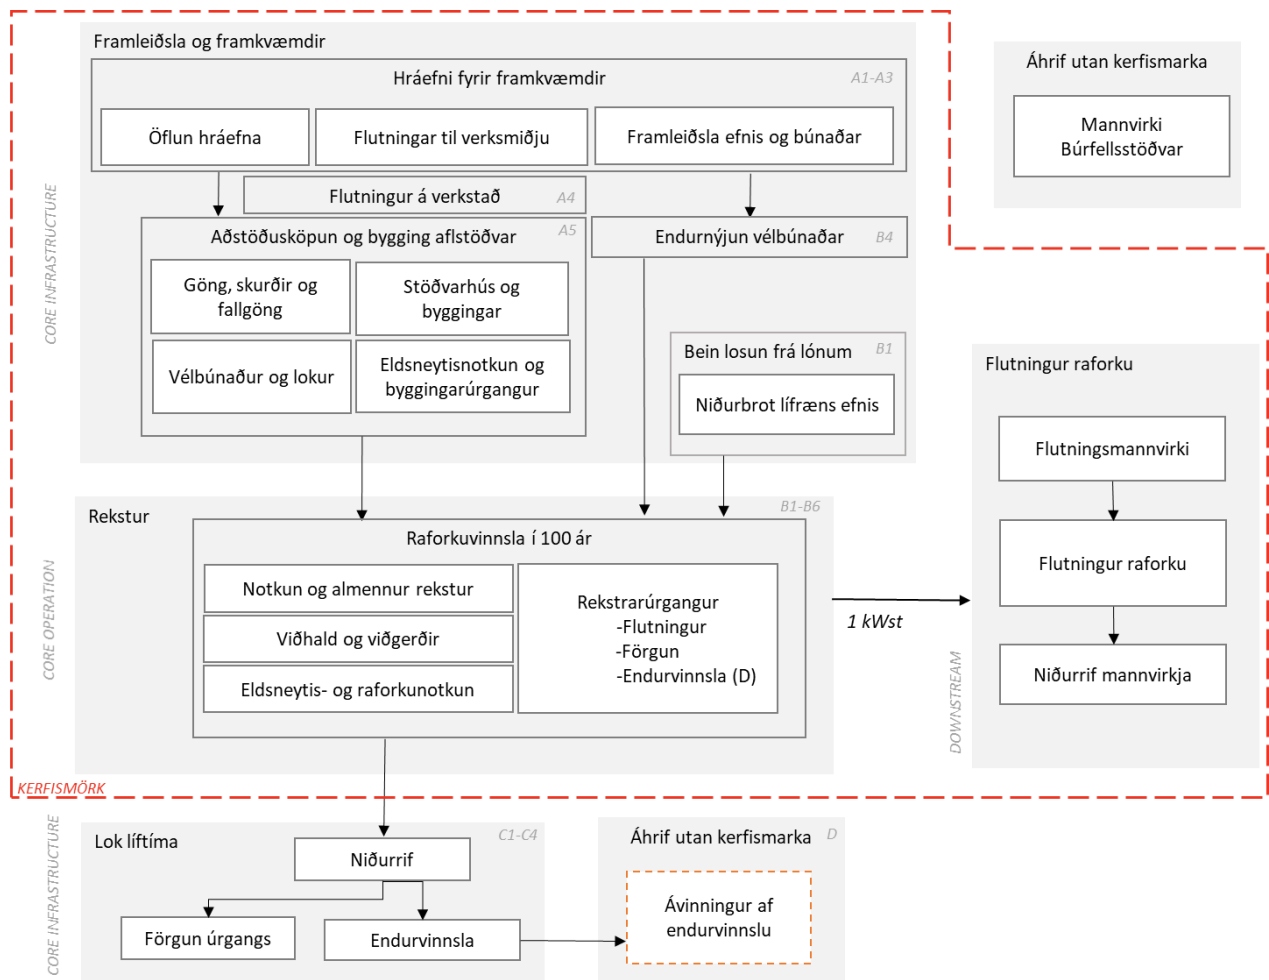 Framleiðsla og framkvæmdir
Hráefni fyrir framkvæmdir
A1-A3
Öflun hráefna
Flutningar til verksmiðju
Framleiðsla efnis og búnaðar
Flutningur á verkstað
A4
Aðstöðusköpun og bygging aflstöðvar
A5
Göng, skurðir og
fallgöng
Stöðvarhús og
byggingar
Vélbúnaður og lokur
Eldsneytisnotkun og
byggingarúrgangur
Endurnýjun vélbúnaðar
B4
Bein losun frá lónum
B1
Niðurbrot lífræns efnis
CORE INFRASTRUCTURE
Áhrif utan kerfismarka
Mannvirki
Búrfellsstöðvar
Rekstur
B1-B6
Raforkuvinnsla í 100 ár
Notkun og almennur rekstur
Viðhald og viðgerðir
Eldsneytis- og raforkunotkun
Rekstrarúrgangur
-Flutningur
-Förgun
-Endurvinnsla (D)
CORE OPERATION
1 kWst
Flutningur raforku
Flutningsmannvirki
Flutningur raforku
Niðurrif mannvirkja
DOWNSTREAM
KERFISMÖRK
Lok líftíma
C1-C4
Niðurrif
Förgun úrgangs
Endurvinnsla
CORE INFRASTRUCTURE
Áhrif utan kerfismarka
D
Ávinningur af
endurvinnslu